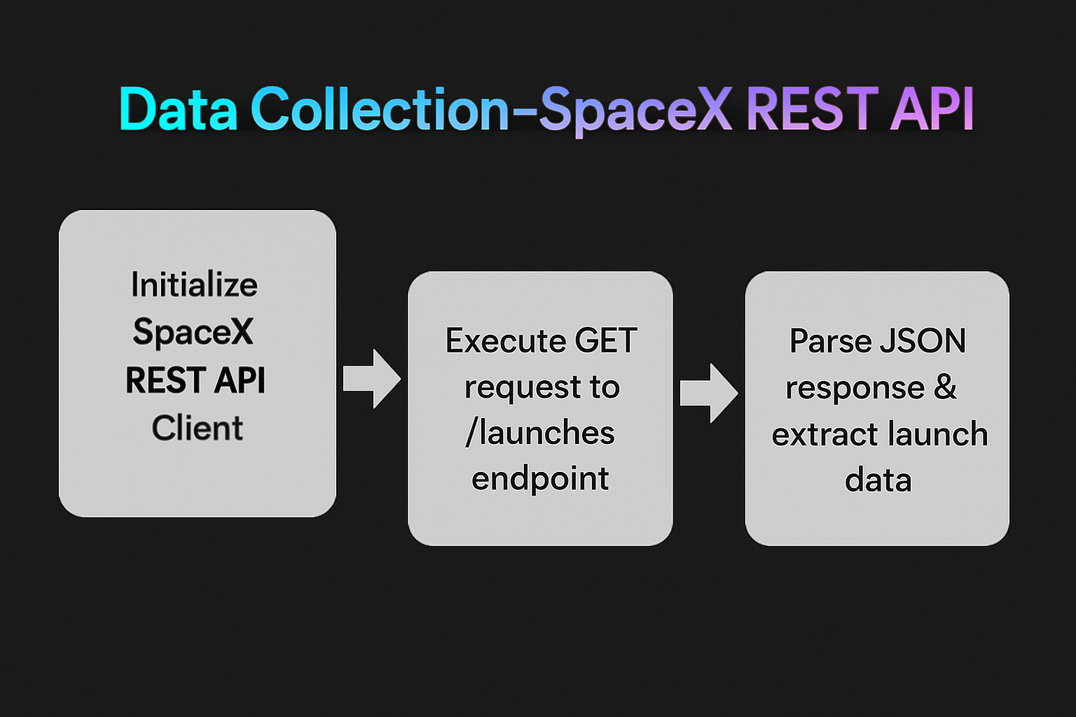 Data Collection–SpaceX REST API
Initialize
SpaceX
REST API
Client
Execute GET
request to
/launches
endpoint
Parse JSON
response &
extract launch
data